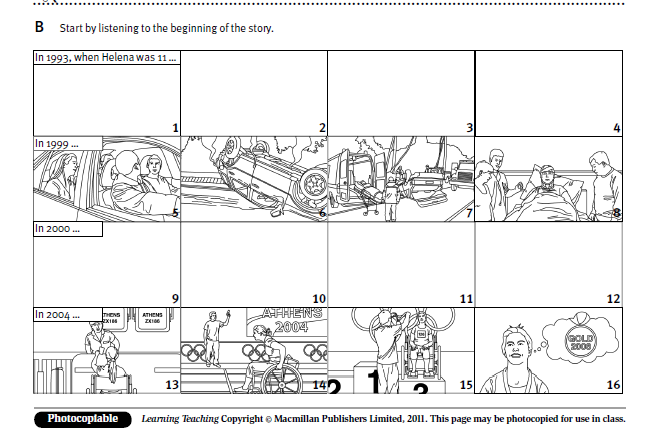 B Start by listening to the beginning of the story.
In 1993, when Helena was 11 ...
1
2
3
4
In 1999 ...
5
6
7
8
In 2000 ...
9
10
11
12
In 2004 ...
ATHENS
ZX186
ATHENS
ZX186
13
ATHENS
2004
14
2
1
3
15
GOLD
2008
16
Photocopiable Learning Teaching Copyright © Macmillan Publishers Limited, 2011. This page may be photocopied for use in class.